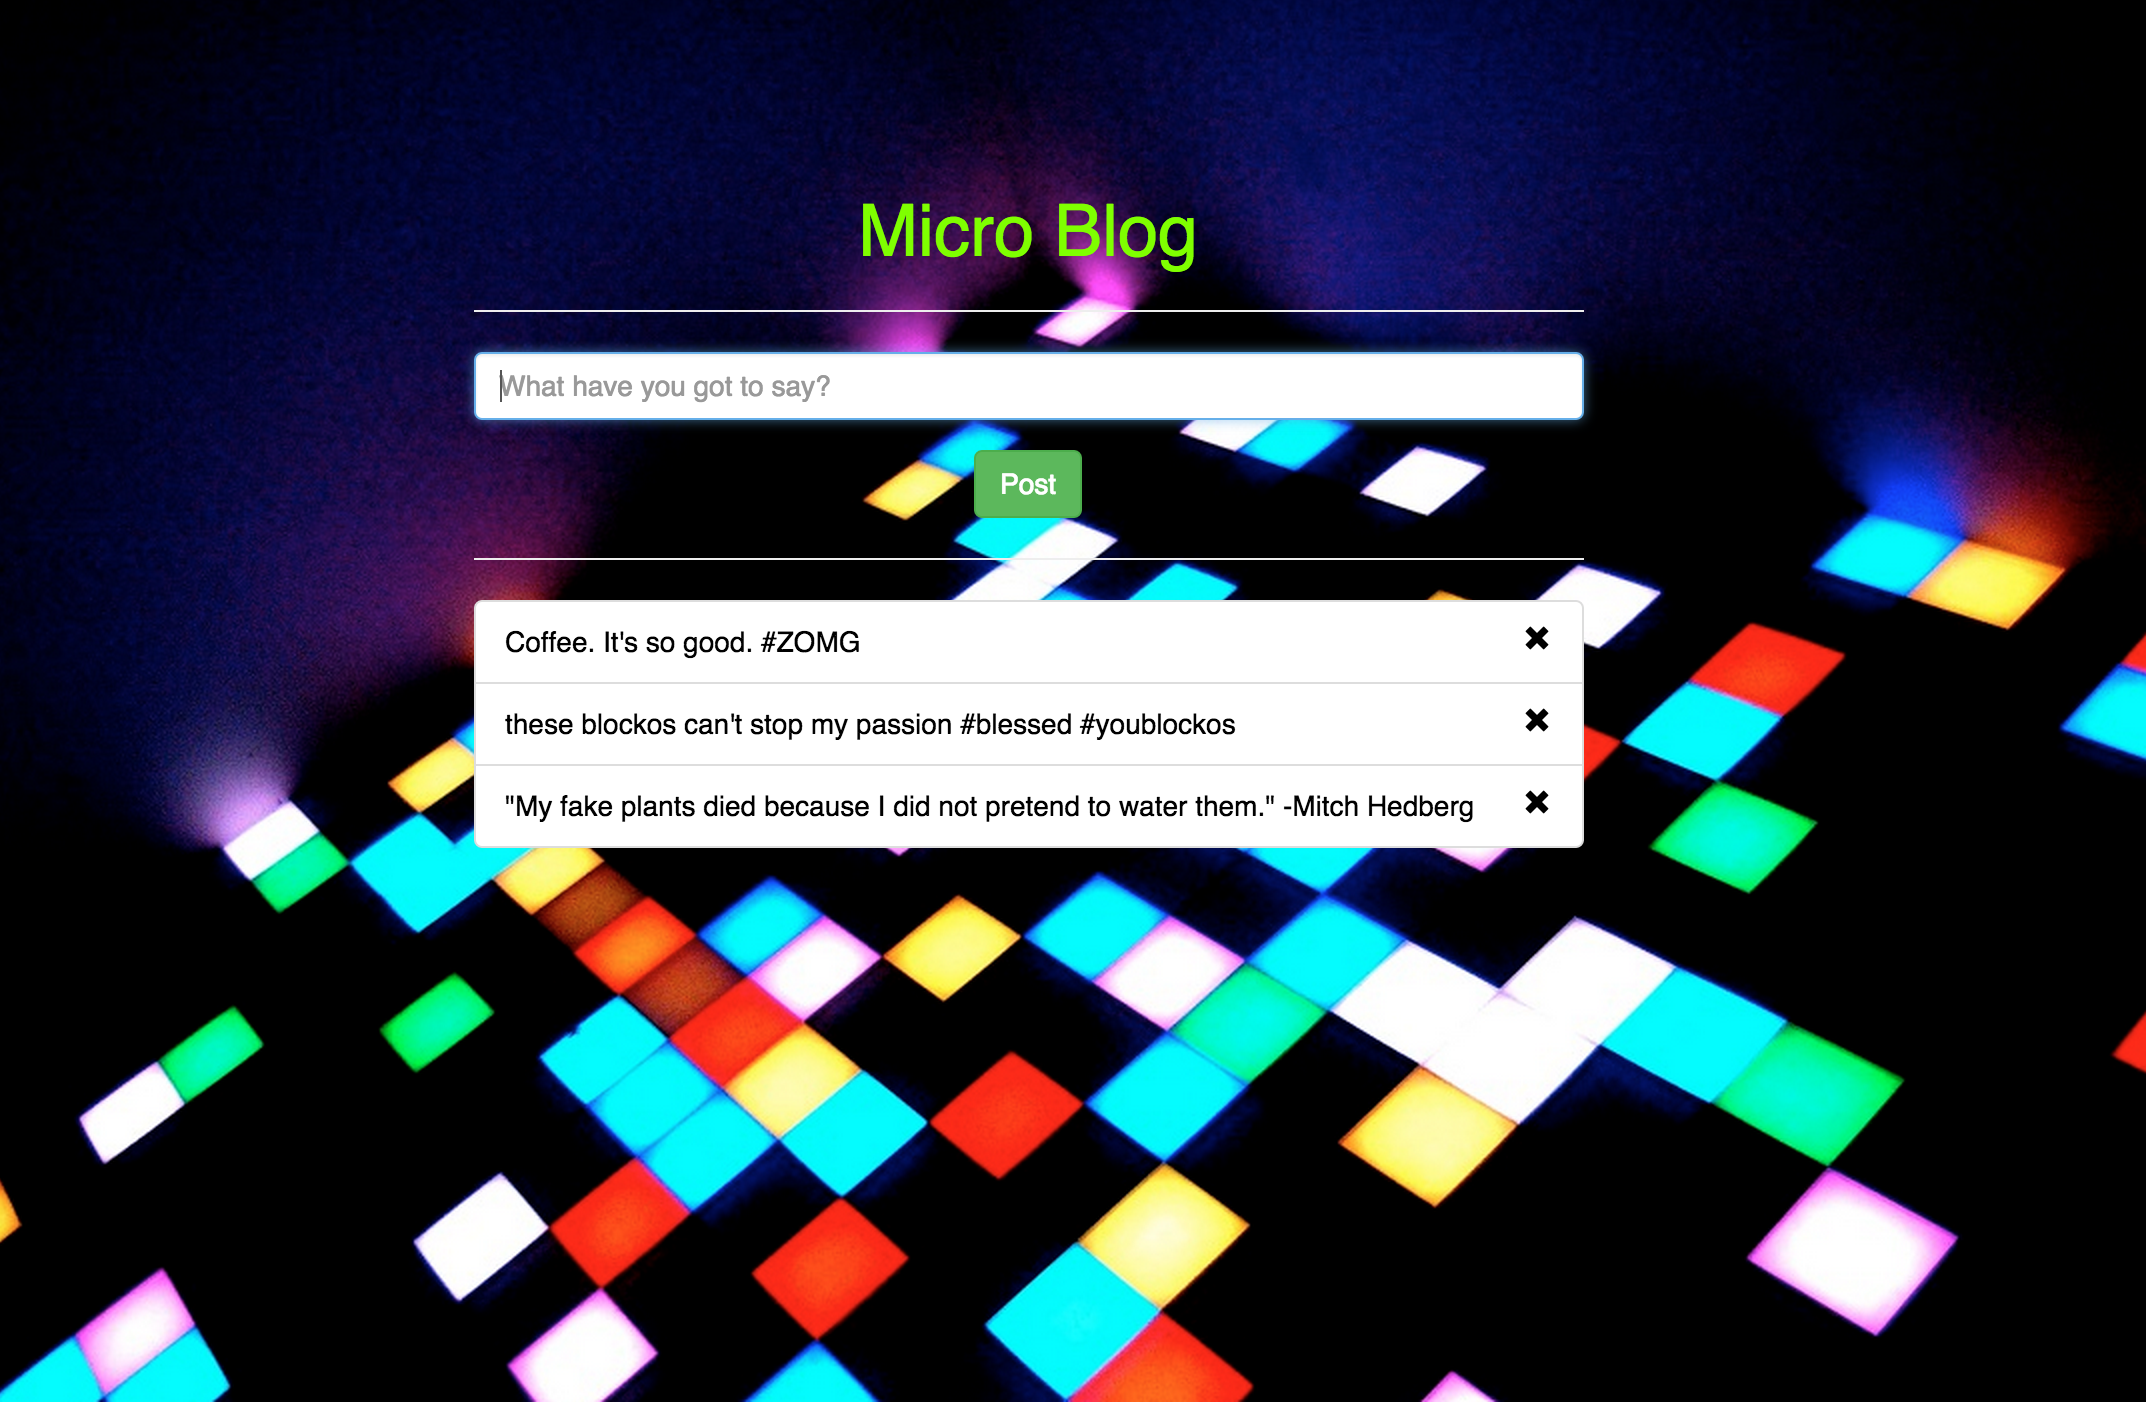 Micro Blog
What have you got to say?
Post
Coffee. It's so good. #ZOMG
these blockos can't stop my passion #blessed #youblockos
"My fake plants died because I did not pretend to water them." -Mitch Hedberg